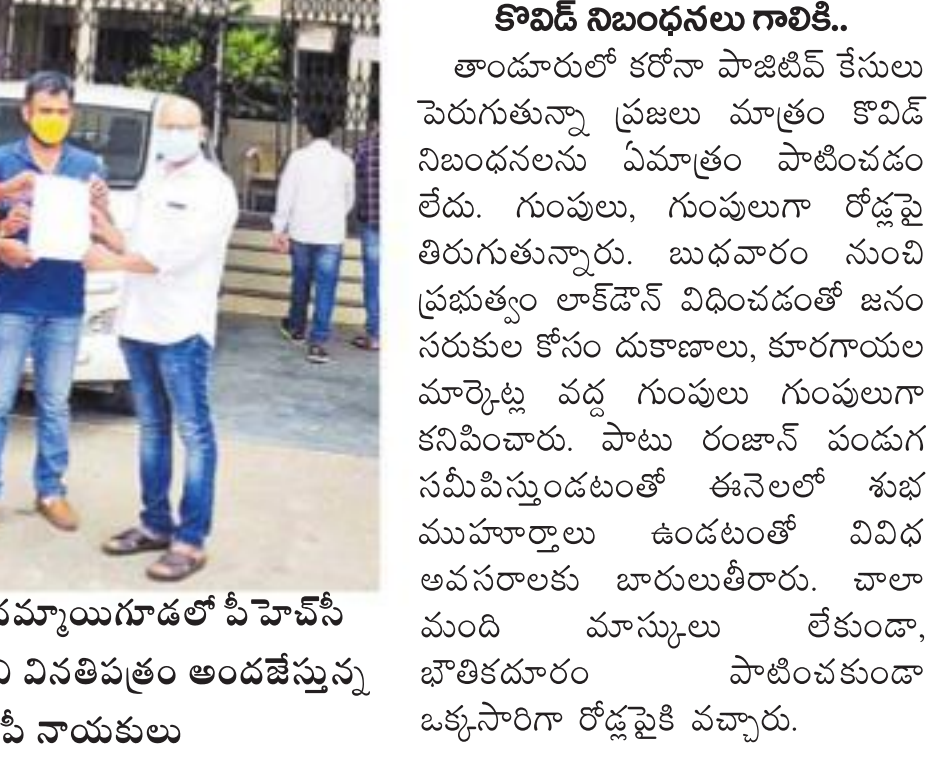 కొవిడ్ నిబంధనలు గాలికి..
తాండూరులో కరోనా పాజిటివ్ కేసులు
పెరుగుతున్నా ప్రజలు మాత్రం కొవిడ్
నిబంధనలను ఏమాత్రం పాటించడం
లేదు. గుంపులు, గుంపులుగా రోడ్లపై
తిరుగుతున్నారు. బుధవారం నుంచి
ప్రభుత్వం లాక్‌డౌన్ విధించడంతో జనం
సరుకుల కోసం దుకాణాలు, కూరగాయల
మార్కెట్ల వద్ద గుంపులు గుంపులుగా
కనిపించారు. పాటు రంజాన్ పండుగ
సమీపిస్తుండటంతో ఈనెలలో శుభ
ముహూర్తాలు ఉండటంతో వివిధ
అవసరాలకు బారులుతీరారు. చాలా
మంది మాస్కులు లేకుండా,
భౌతికదూరం పాటించకుండా
ఒక్కసారిగా రోడ్లపైకి వచ్చారు.
దమ్మాయిగూడలో పీహెచ్‌సీ
వినతిపత్రం అందజేస్తున్న
నాయకులు